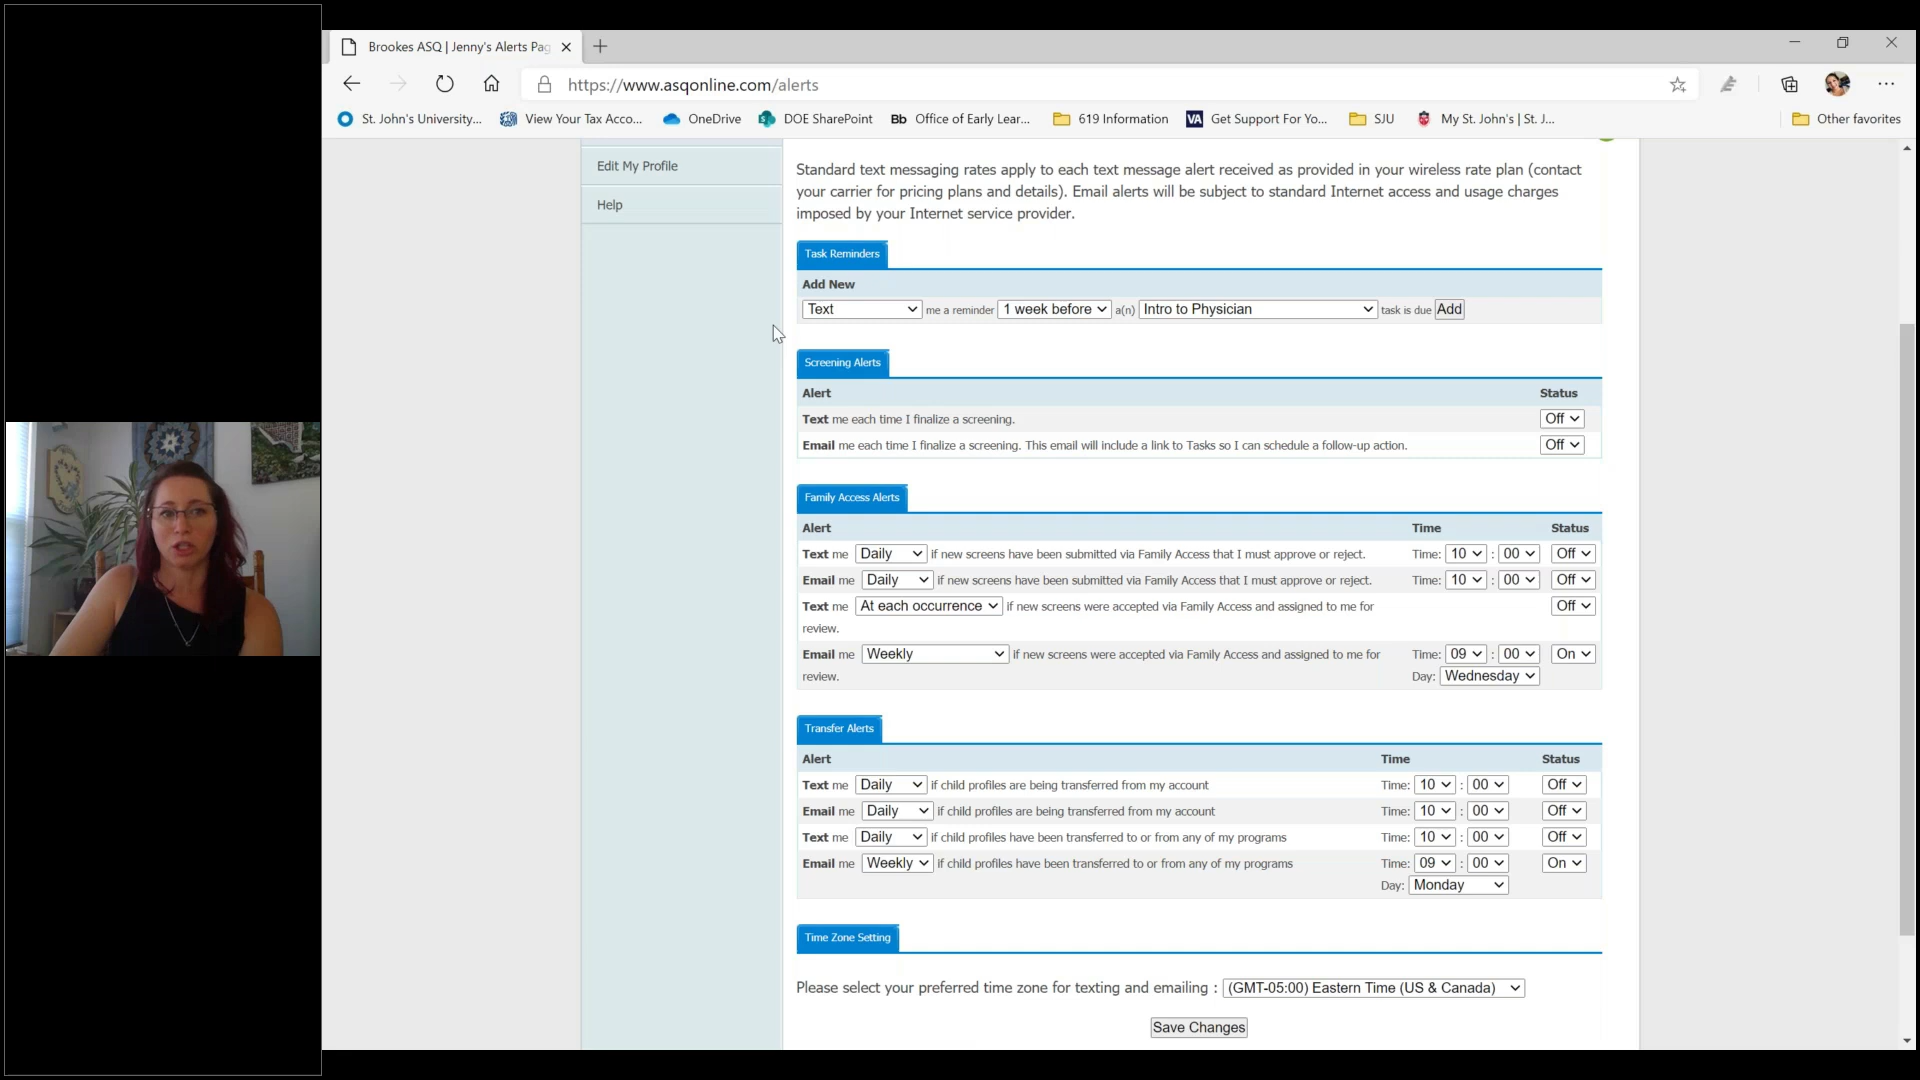 Brookes ASQ | Jenny's Alerts Pag
https://www.asqonline.com/alerts
St. John's University... View Your Tax Acco... OneDrive DOE SharePoint Bb Office of Early Lear... 619 Information VA Get Support For Yo... SJU My St. John's | St. J... Other favorites
Edit My Profile
Help
Standard text messaging rates apply to each text message alert received as provided in your wireless rate plan (contact
your carrier for pricing plans and details). Email alerts will be subject to standard Internet access and usage charges
imposed by your Internet service provider.
Task Reminders
Add New
Text me a reminder 1 week before a(n) Intro to Physician task is due Add
Screening Alerts
Alert Status
Text me each time I finalize a screening. Off
Email me each time I finalize a screening. This email will include a link to Tasks so I can schedule a follow-up action. Off
Family Access Alerts
Alert Time Status
Text me Daily if new screens have been submitted via Family Access that I must approve or reject. Time: 10 : 00 Off
Email me Daily if new screens have been submitted via Family Access that I must approve or reject. Time: 10 : 00 Off
Text me At each occurrence if new screens were accepted via Family Access and assigned to me for Off
review.
Email me Weekly if new screens were accepted via Family Access and assigned to me for Time: 09 : 00 On
review. Day: Wednesday
Transfer Alerts
Alert Time Status
Text me Daily if child profiles are being transferred from my account Time: 10 : 00 Off
Email me Daily if child profiles are being transferred from my account Time: 10 : 00 Off
Text me Daily if child profiles have been transferred to or from any of my programs Time: 10 : 00 Off
Email me Weekly if child profiles have been transferred to or from any of my programs Time: 09 : 00 On
Day: Monday
Time Zone Setting
Please select your preferred time zone for texting and emailing : (GMT-05:00) Eastern Time (US & Canada)
Save Changes